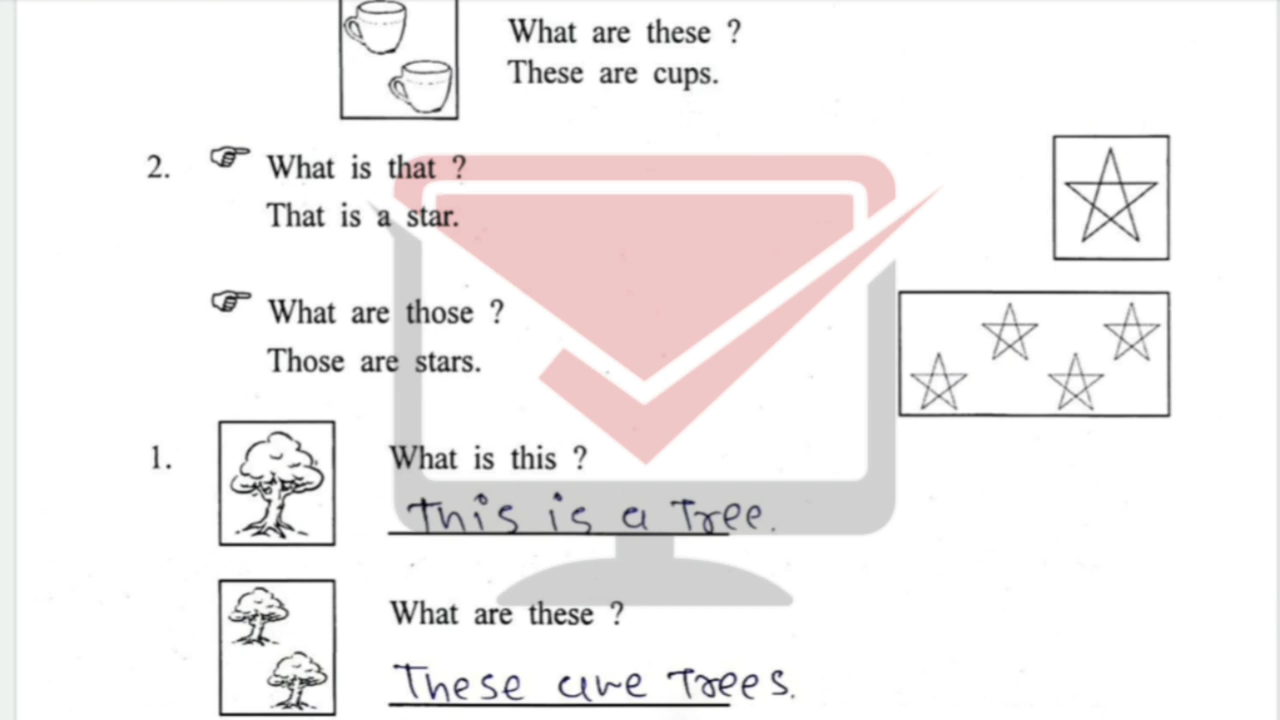 What are these ?
These are cups.
2. ☞ What is that ?
That is a star.
☞ What are those ?
Those are stars.
1. What is this ?
This is a Tree.
What are these ?
These are Trees.